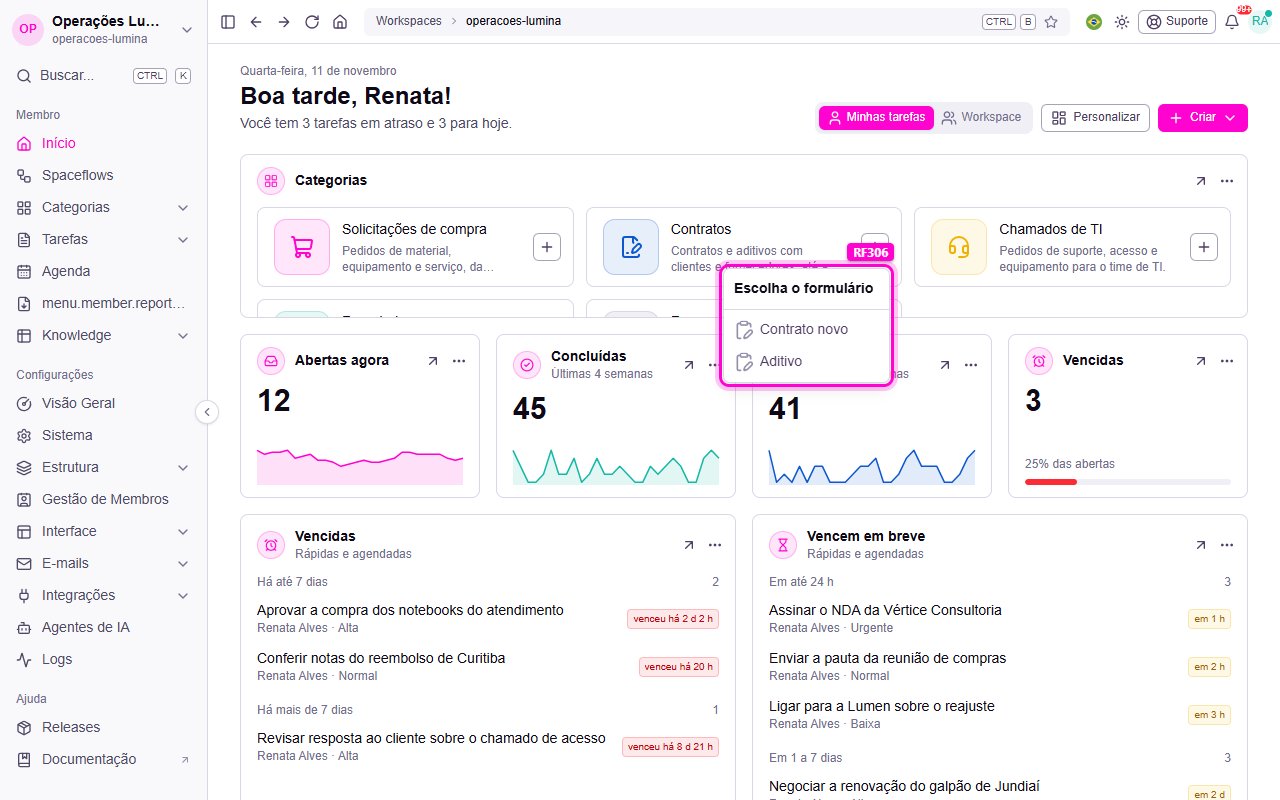 OP
Operações Lu...
operacoes-lumina
Buscar...
CTRL K
Membro
Início
Spaceflows
Categorias
Tarefas
Agenda
menu.member.report...
Knowledge
Configurações
Visão Geral
Sistema
Estrutura
Gestão de Membros
Interface
E-mails
Integrações
Agentes de IA
Logs
Ajuda
Releases
Documentação
Workspaces
operacoes-lumina
CTRL B
Suporte
99+
RA
Quarta-feira, 11 de novembro
Boa tarde, Renata!
Você tem 3 tarefas em atraso e 3 para hoje.
Minhas tarefas
Workspace
Personalizar
Criar
Categorias
Solicitações de compra
Pedidos de material,
equipamento e serviço, da...
Contratos
Contratos e aditivos com
clientes e
Chamados de TI
Pedidos de suporte, acesso e
equipamento para o time de TI.
RF306
Escolha o formulário
Contrato novo
Aditivo
Abertas agora
12
Concluídas
Últimas 4 semanas
45
41
Vencidas
3
25% das abertas
Vencidas
Rápidas e agendadas
Há até 7 dias
2
Aprovar a compra dos notebooks do atendimento
Renata Alves · Alta
venceu há 2 d 2 h
Conferir notas do reembolso de Curitiba
Renata Alves · Normal
venceu há 20 h
Há mais de 7 dias
1
Revisar resposta ao cliente sobre o chamado de acesso
Renata Alves · Alta
venceu há 8 d 21 h
Vencem em breve
Rápidas e agendadas
Em até 24 h
3
Assinar o NDA da Vértice Consultoria
Renata Alves · Urgente
em 1 h
Enviar a pauta da reunião de compras
Renata Alves · Normal
em 2 h
Ligar para a Lumen sobre o reajuste
Renata Alves · Baixa
em 3 h
Em 1 a 7 dias
3
Negociar a renovação do galpão de Jundiaí
em 2 d